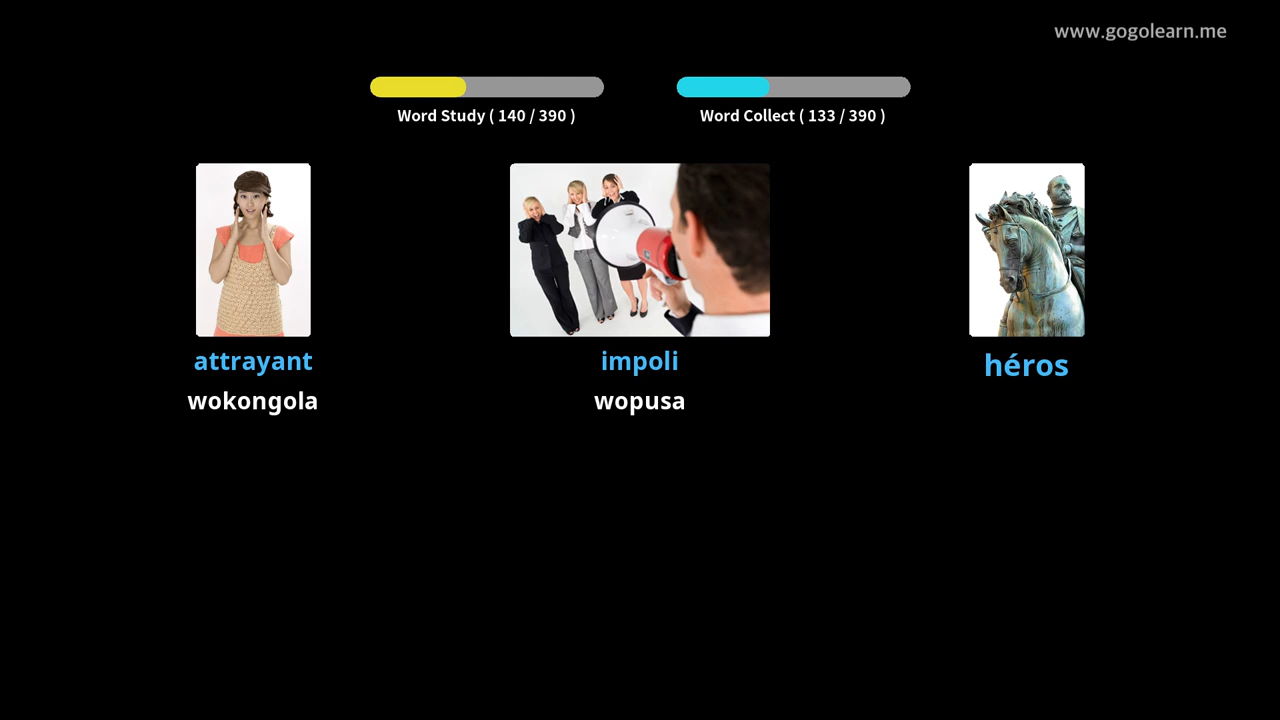 www.gogolearn.me
Word Study ( 140 / 390 )
Word Collect ( 133 / 390 )
attrayant
wokongola
impoli
wopusa
héros